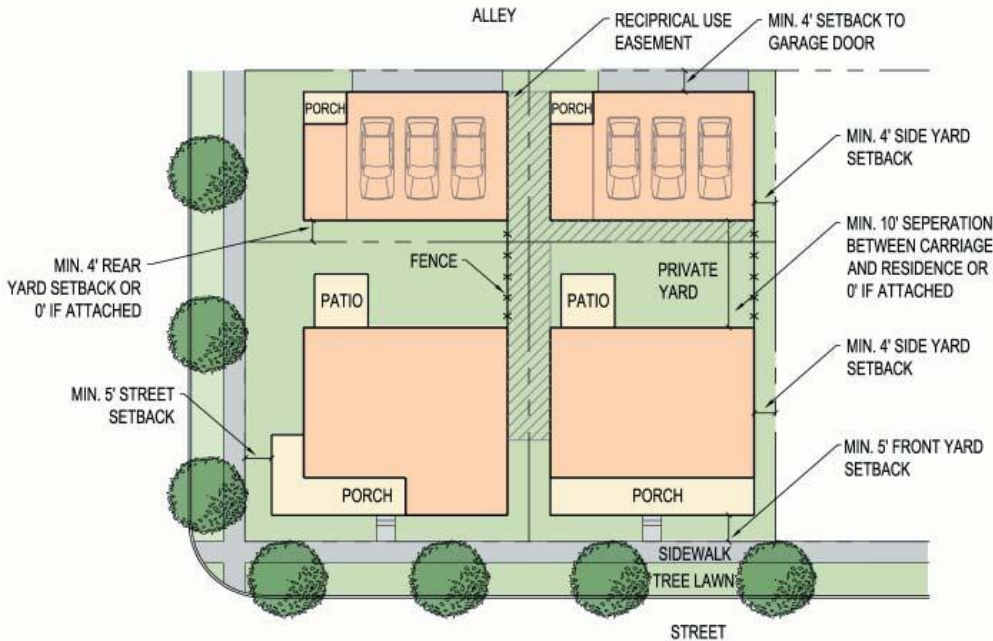 ALLEY
RECIPRICAL USE
EASEMENT
MIN. 4' SETBACK TO
GARAGE DOOR
PORCH
PORCH
MIN. 4' SIDE YARD
SETBACK
MIN. 4' REAR
YARD SETBACK OR
0' IF ATTACHED
FENCE
PRIVATE
YARD
MIN. 10' SEPERATION
BETWEEN CARRIAGE
AND RESIDENCE OR
0' IF ATTACHED
PATIO
PATIO
MIN. 4' SIDE YARD
SETBACK
MIN. 5' STREET
SETBACK
MIN. 5' FRONT YARD
SETBACK
PORCH
PORCH
SIDEWALK
TREE LAWN
STREET